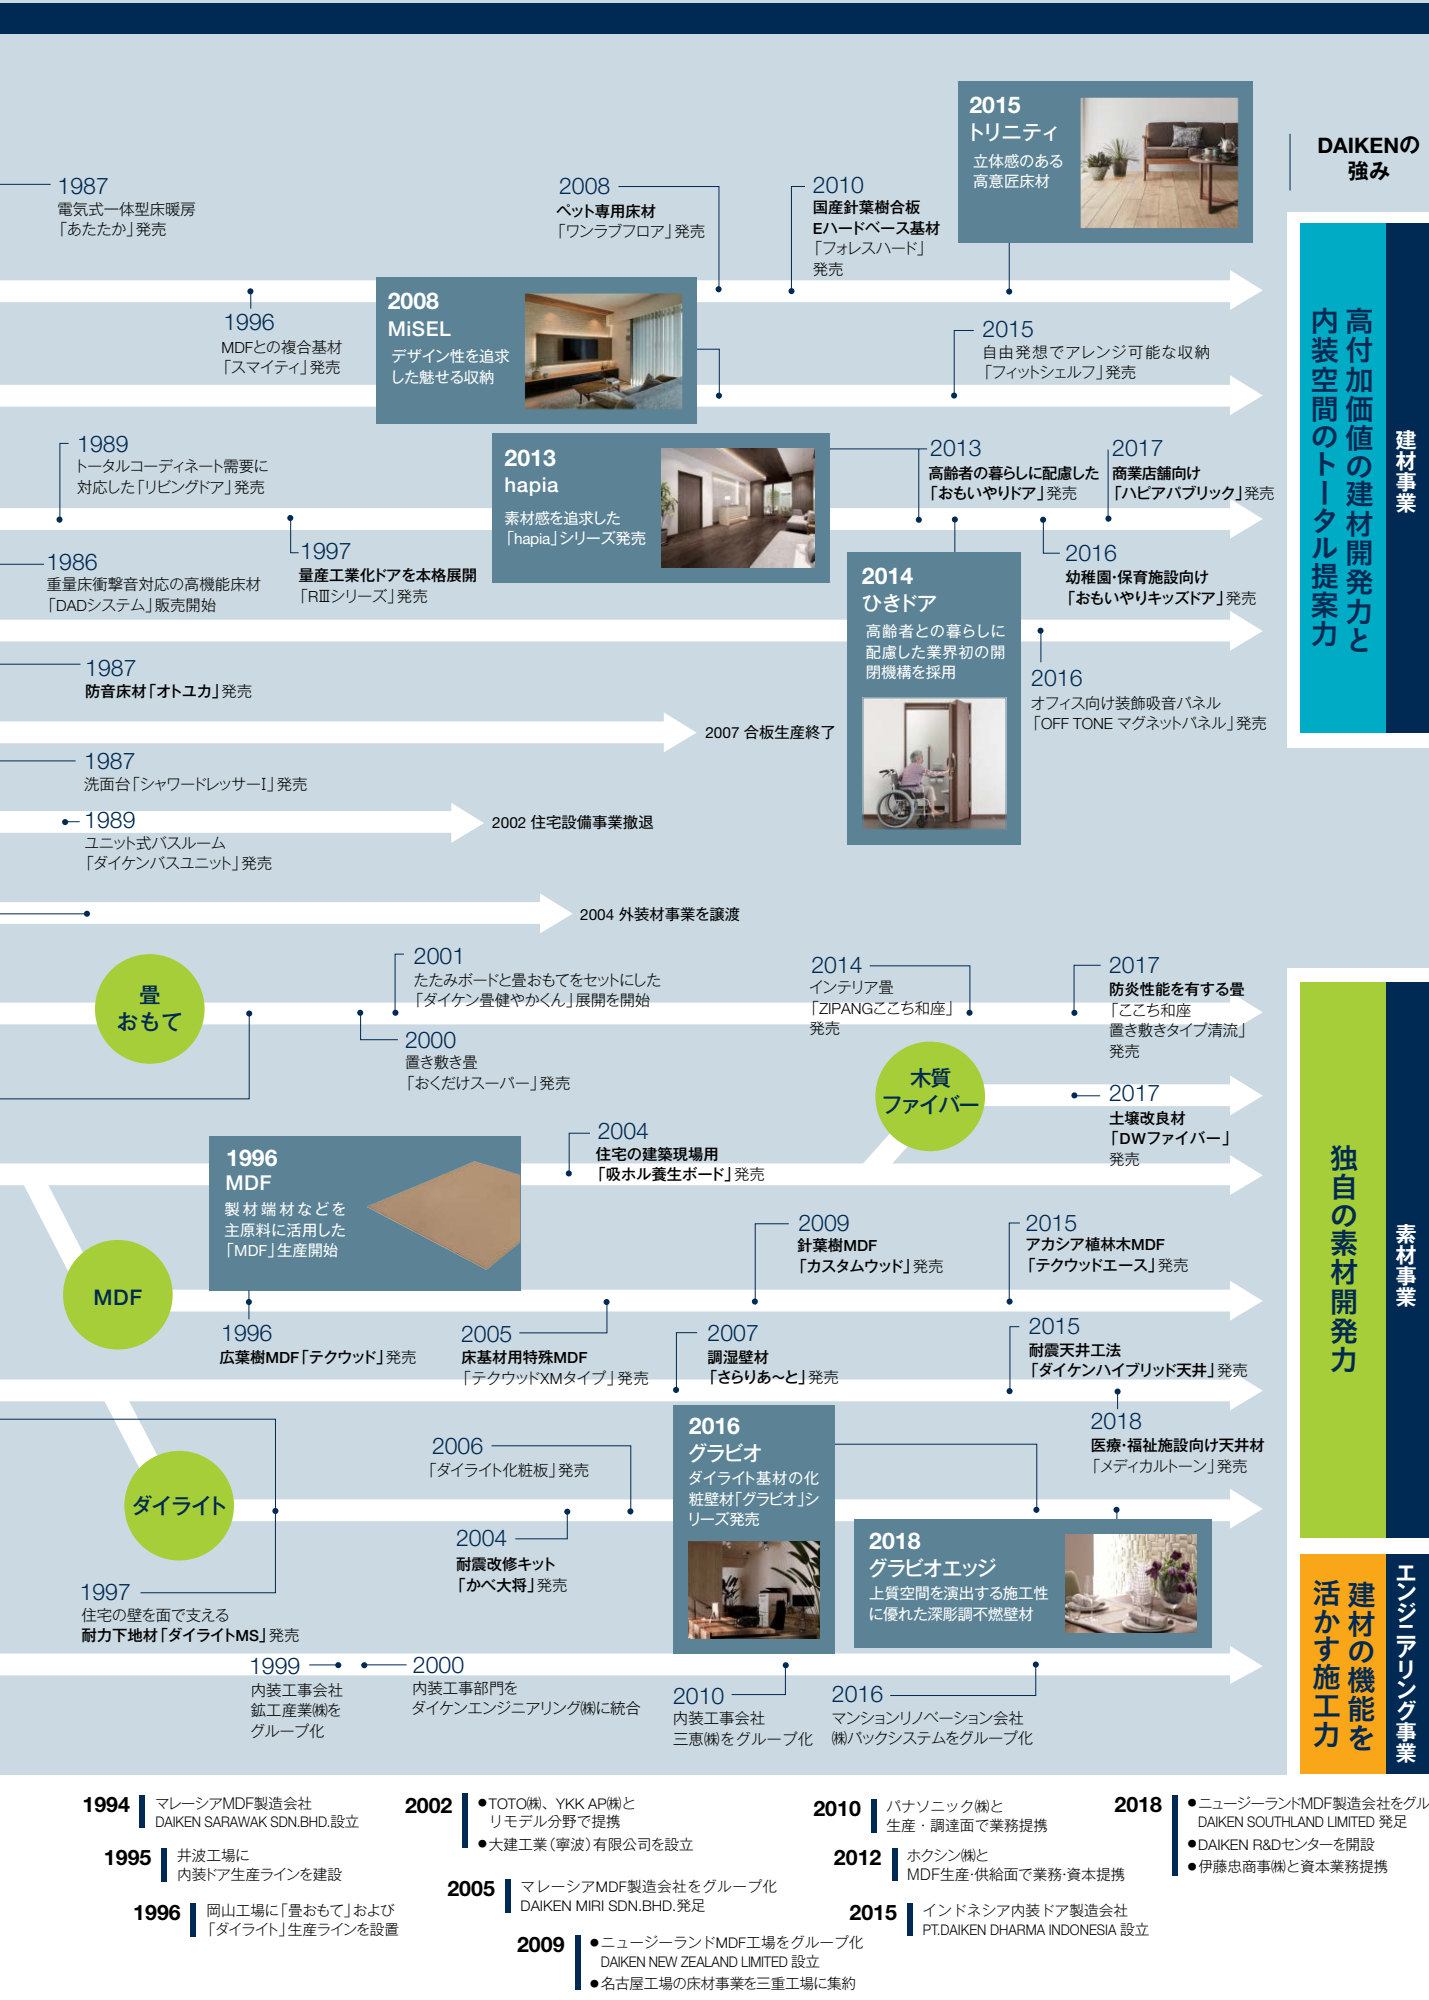 DAIKENの
強み
2015
トリニティ
立体感のある
高意匠床材
1987
電気式一体型床暖房
「あたたか」発売
2008
ペット専用床材
「ワンラブフロア」発売
2010
国産針葉樹合板
Eハードベース基材
「フォレスハード」
発売
1996
MDFとの複合基材
「スマイティ」発売
2008
MiSEL
デザイン性を追求
した魅せる収納
2015
自由発想でアレンジ可能な収納
「フィットシェルフ」発売
1989
トータルコーディネート需要に
対応した「リビングドア」発売
2013
hapia
素材感を追求した
「hapia」シリーズ発売
2013
高齢者の暮らしに配慮した
「おもいやりドア」発売
2017
商業店舗向け
「ハピアパブリック」発売
1986
重量床衝撃音対応の高機能床材
「DADシステム」販売開始
1997
量産工業化ドアを本格展開
「RⅢシリーズ」発売
2014
ひきドア
高齢者との暮らしに
配慮した業界初の開
閉機構を採用
2016
幼稚園・保育施設向け
「おもいやりキッズドア」発売
1987
防音床材「オトユカ」発売
2016
オフィス向け装飾吸音パネル
「OFF TONE マグネットパネル」発売
2007 合板生産終了
1987
洗面台「シャワードレッサーI」発売
1989
ユニット式バスルーム
「ダイケンバスユニット」発売
2002 住宅設備事業撤退
2004 外装材事業を譲渡
高付加価値の建材開発力と
内装空間のトータル提案力
建材事業
畳
おもて
2001
たたみボードと畳おもてをセットにした
「ダイケン畳健やかくん」展開を開始
2000
置き敷き畳
「おくだけスーパー」発売
2014
インテリア畳
「ZIPANGここち和座」
発売
2017
防炎性能を有する畳
「ここち和座
置き敷きタイプ清流」
発売
木質
ファイバー
2017
土壌改良材
「DWファイバー」
発売
1996
MDF
製材端材などを
主原料に活用した
「MDF」生産開始
2004
住宅の建築現場用
「吸ホル養生ボード」発売
MDF
2009
針葉樹MDF
「カスタムウッド」発売
2015
アカシア植林木MDF
「テクウッドエース」発売
1996
広葉樹MDF「テクウッド」発売
2005
床基材用特殊MDF
「テクウッドXMタイプ」発売
2007
調湿壁材
「さらりあ〜と」発売
2015
耐震天井工法
「ダイケンハイブリッド天井」発売
2018
医療・福祉施設向け天井材
「メディカルトーン」発売
ダイライト
2006
「ダイライト化粧板」発売
2004
耐震改修キット
「かべ大将」発売
2016
グラビオ
ダイライト基材の化
粧壁材「グラビオ」シ
リーズ発売
2018
グラビオエッジ
上質空間を演出する施工性
に優れた深彫調不燃壁材
1997
住宅の壁を面で支える
耐力下地材「ダイライトMS」発売
独自の素材開発力
素材事業
1999
内装工事会社
鉱工産業㈱を
グループ化
2000
内装工事部門を
ダイケンエンジニアリング㈱に統合
2010
内装工事会社
三恵㈱をグループ化
2016
マンションリノベーション会社
㈱パックシステムをグループ化
建材の機能を
活かす施工力
エンジニアリング事業
1994
マレーシアMDF製造会社
DAIKEN SARAWAK SDN.BHD.設立
1995
井波工場に
内装ドア生産ラインを建設
1996
岡山工場に「畳おもて」および
「ダイライト」生産ラインを設置
2002
●TOTO㈱、YKK AP㈱と
リモデル分野で提携
●大建工業（寧波）有限公司を設立
2005
マレーシアMDF製造会社をグループ化
DAIKEN MIRI SDN.BHD.発足
2009
●ニュージーランドMDF工場をグループ化
DAIKEN NEW ZEALAND LIMITED 設立
●名古屋工場の床材事業を三重工場に集約
2010
パナソニック㈱と
生産・調達面で業務提携
2012
ホクシン㈱と
MDF生産・供給面で業務・資本提携
2015
インドネシア内装ドア製造会社
PT.DAIKEN DHARMA INDONESIA 設立
2018
●ニュージーランドMDF製造会社をグル
DAIKEN SOUTHLAND LIMITED 発足
●DAIKEN R&Dセンターを開設
●伊藤忠商事㈱と資本業務提携